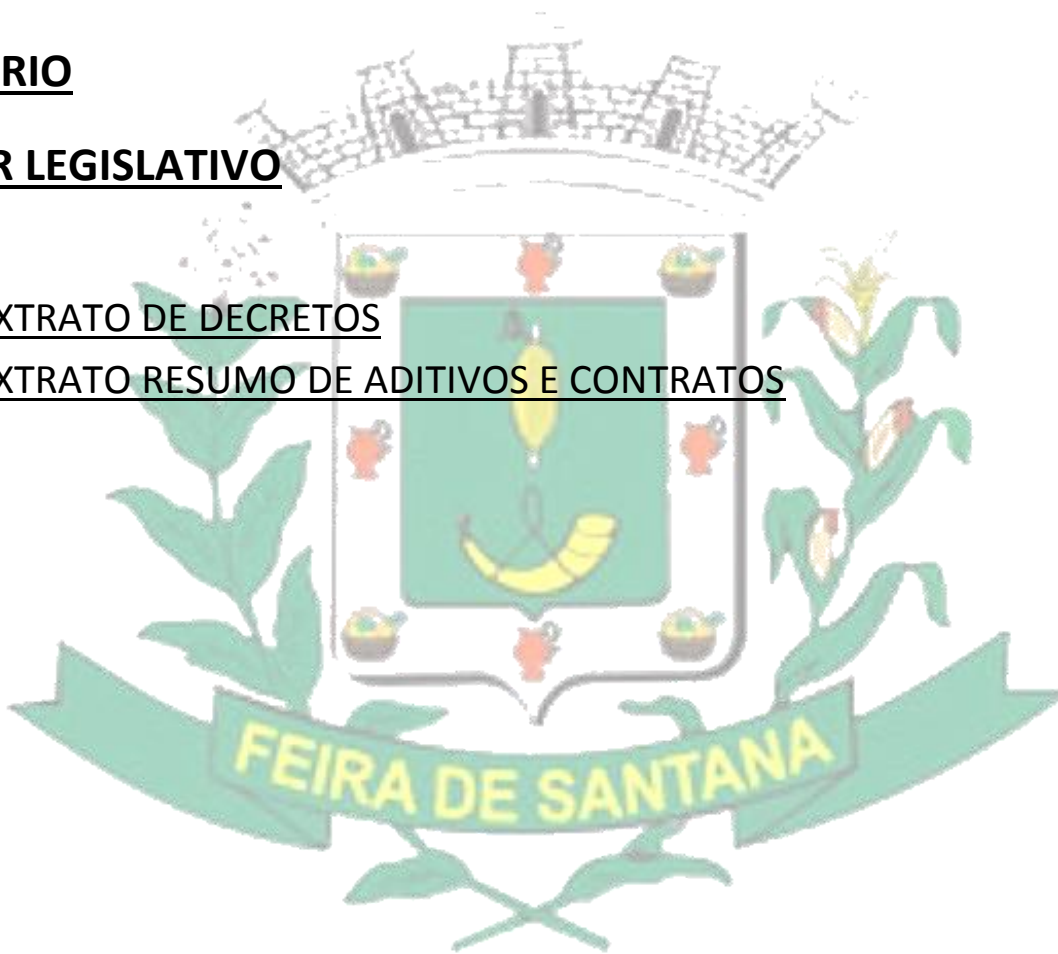 RIO
R LEGISLATIVO
XTRATO DE DECRETOS
XTRATO RESUMO DE ADITIVOS E CONTRATOS
FEIRA DE SANTANA